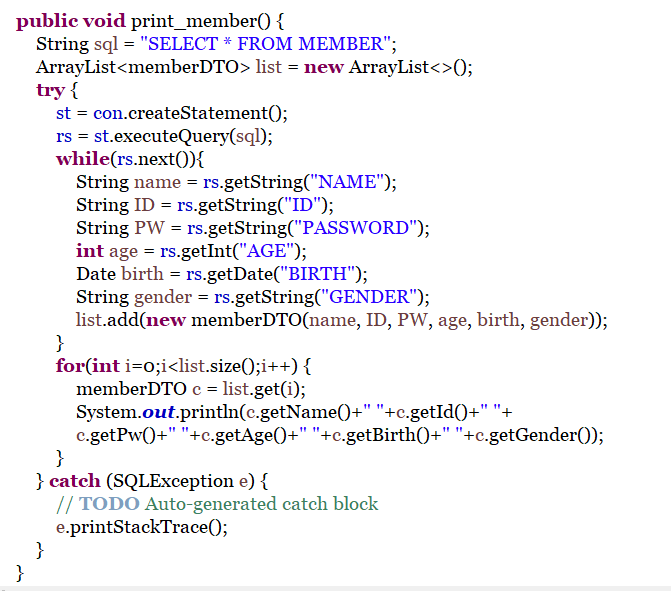 public void print_member() {
String sql = "SELECT * FROM MEMBER";
ArrayList<memberDTO> list = new ArrayList<>();
try {
st = con.createStatement();
rs = st.executeQuery(sql);
while(rs.next()){
String name = rs.getString("NAME");
String ID = rs.getString("ID");
String PW = rs.getString("PASSWORD");
int age = rs.getInt("AGE");
Date birth = rs.getDate("BIRTH");
String gender = rs.getString("GENDER");
list.add(new memberDTO(name, ID, PW, age, birth, gender));
}
for(int i=0;i<list.size();i++) {
memberDTO c = list.get(i);
System.out.println(c.getName()+" "+c.getId()+" "+
c.getPw()+" "+c.getAge()+" "+c.getBirth()+" "+c.getGender());
}
} catch (SQLException e) {
// TODO Auto-generated catch block
e.printStackTrace();
}
}